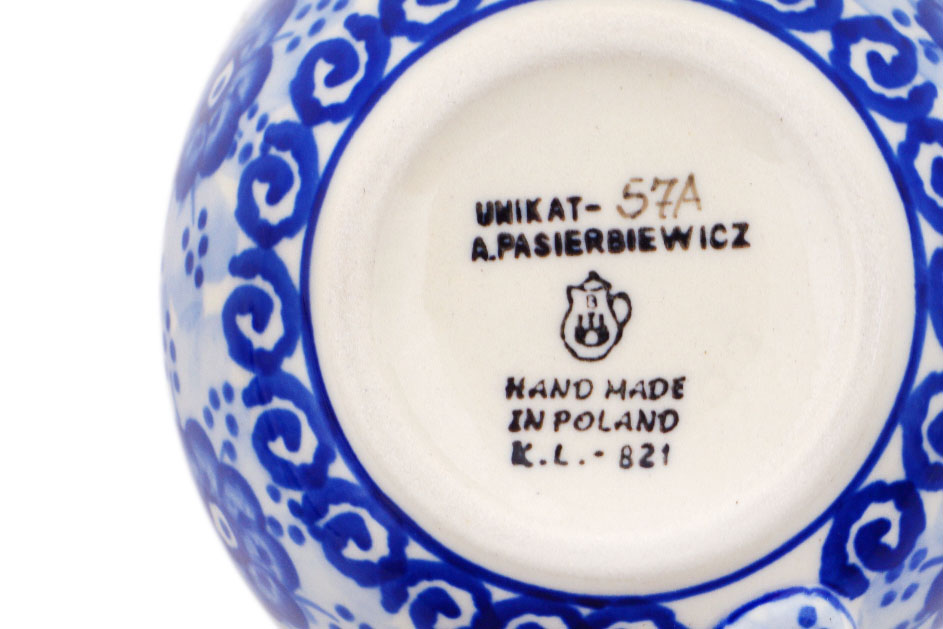 UNIKAT- 57A
A.PASIERBIEWICZ
B
HAND MADE
IN POLAND
K.L.- 821